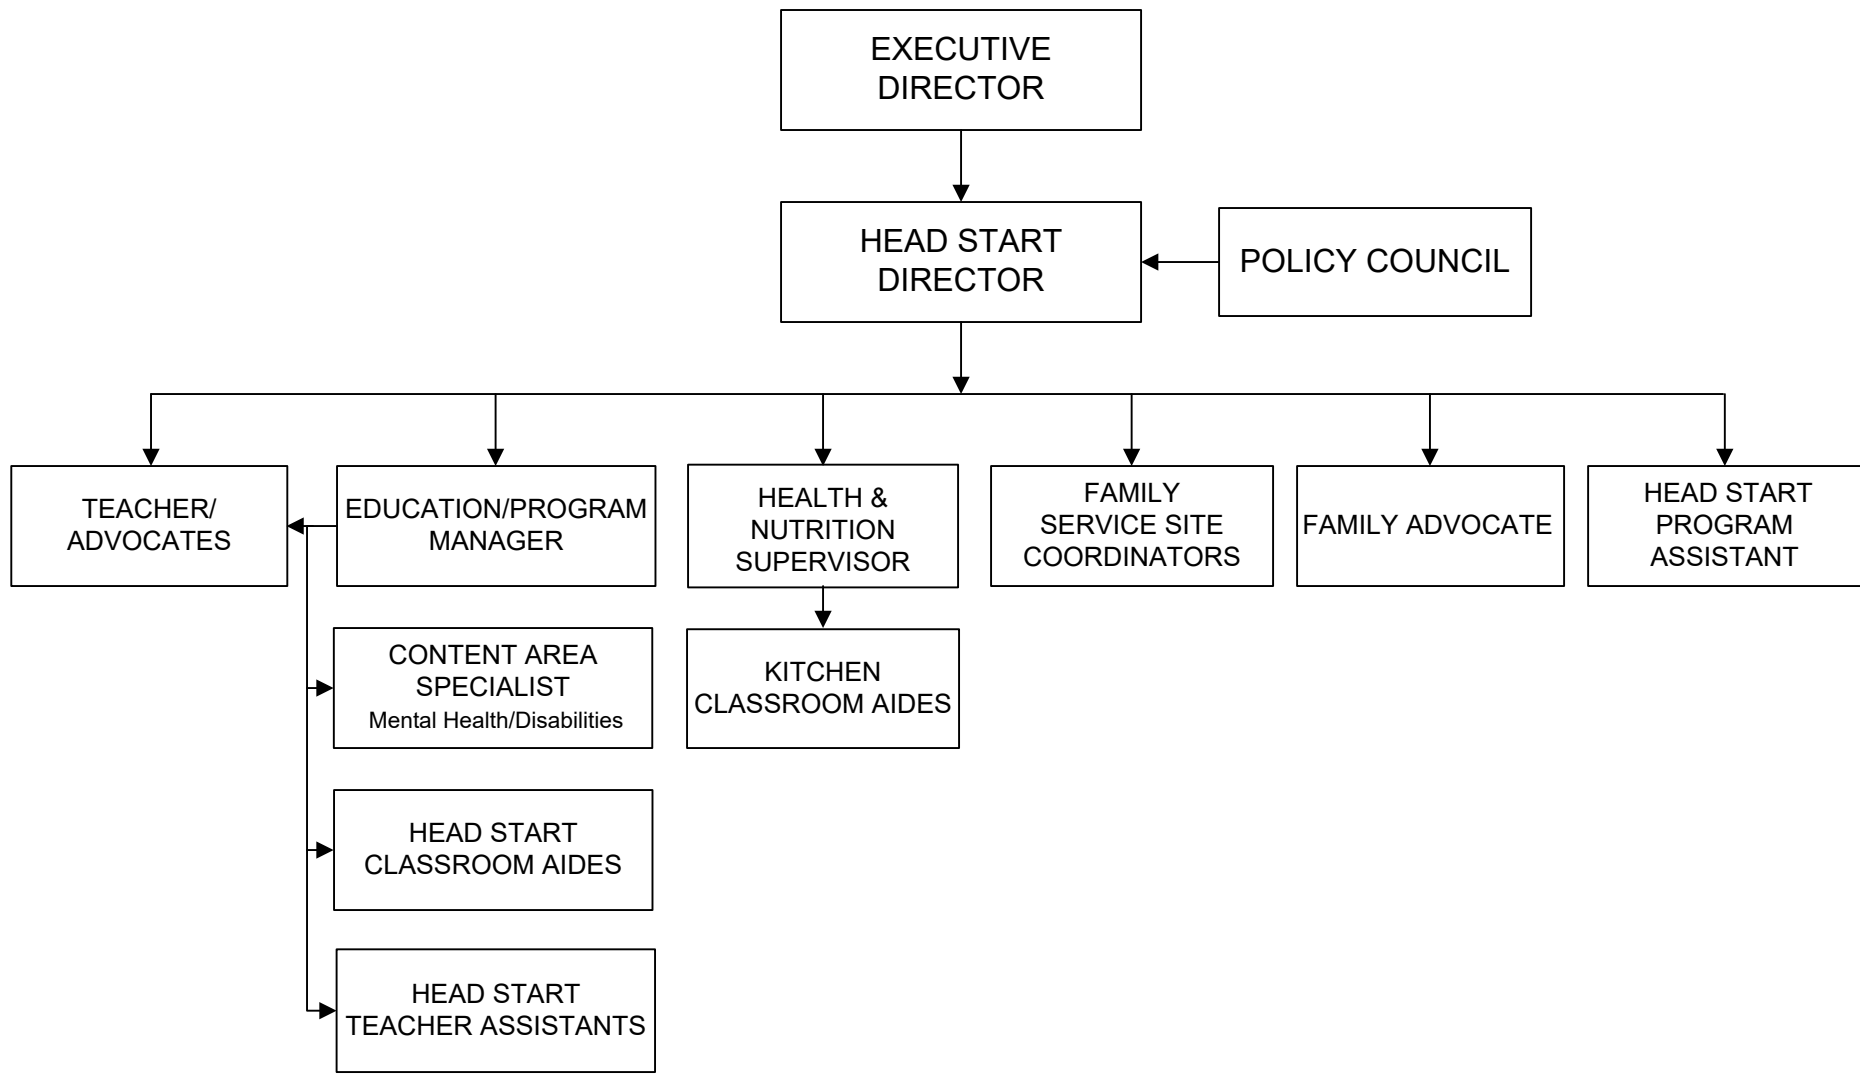 EXECUTIVE
DIRECTOR
HEAD START
DIRECTOR
POLICY COUNCIL
TEACHER/
ADVOCATES
EDUCATION/PROGRAM
MANAGER
HEALTH &
NUTRITION
SUPERVISOR
FAMILY
SERVICE SITE
COORDINATORS
FAMILY ADVOCATE
HEAD START
PROGRAM
ASSISTANT
CONTENT AREA
SPECIALIST
Mental Health/Disabilities
KITCHEN
CLASSROOM AIDES
HEAD START
CLASSROOM AIDES
HEAD START
TEACHER ASSISTANTS